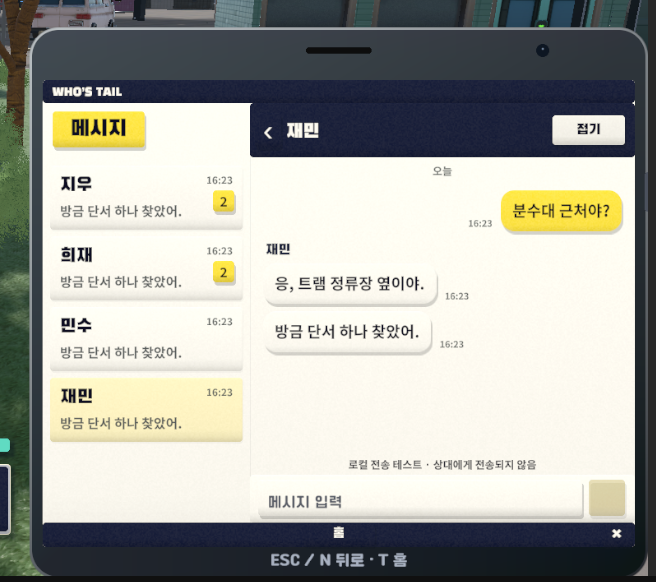 WHO'S TAIL
메시지
지우 16:23
방금 단서 하나 찾았어. 2
희재 16:23
방금 단서 하나 찾았어. 2
민수 16:23
방금 단서 하나 찾았어.
재민 16:23
방금 단서 하나 찾았어.
‹ 재민 접기
오늘
16:23 분수대 근처야?
재민
응, 트램 정류장 옆이야. 16:23
방금 단서 하나 찾았어. 16:23
로컬 전송 테스트 · 상대에게 전송되지 않음
메시지 입력
홈 ✖
ESC / N 뒤로 · T 홈